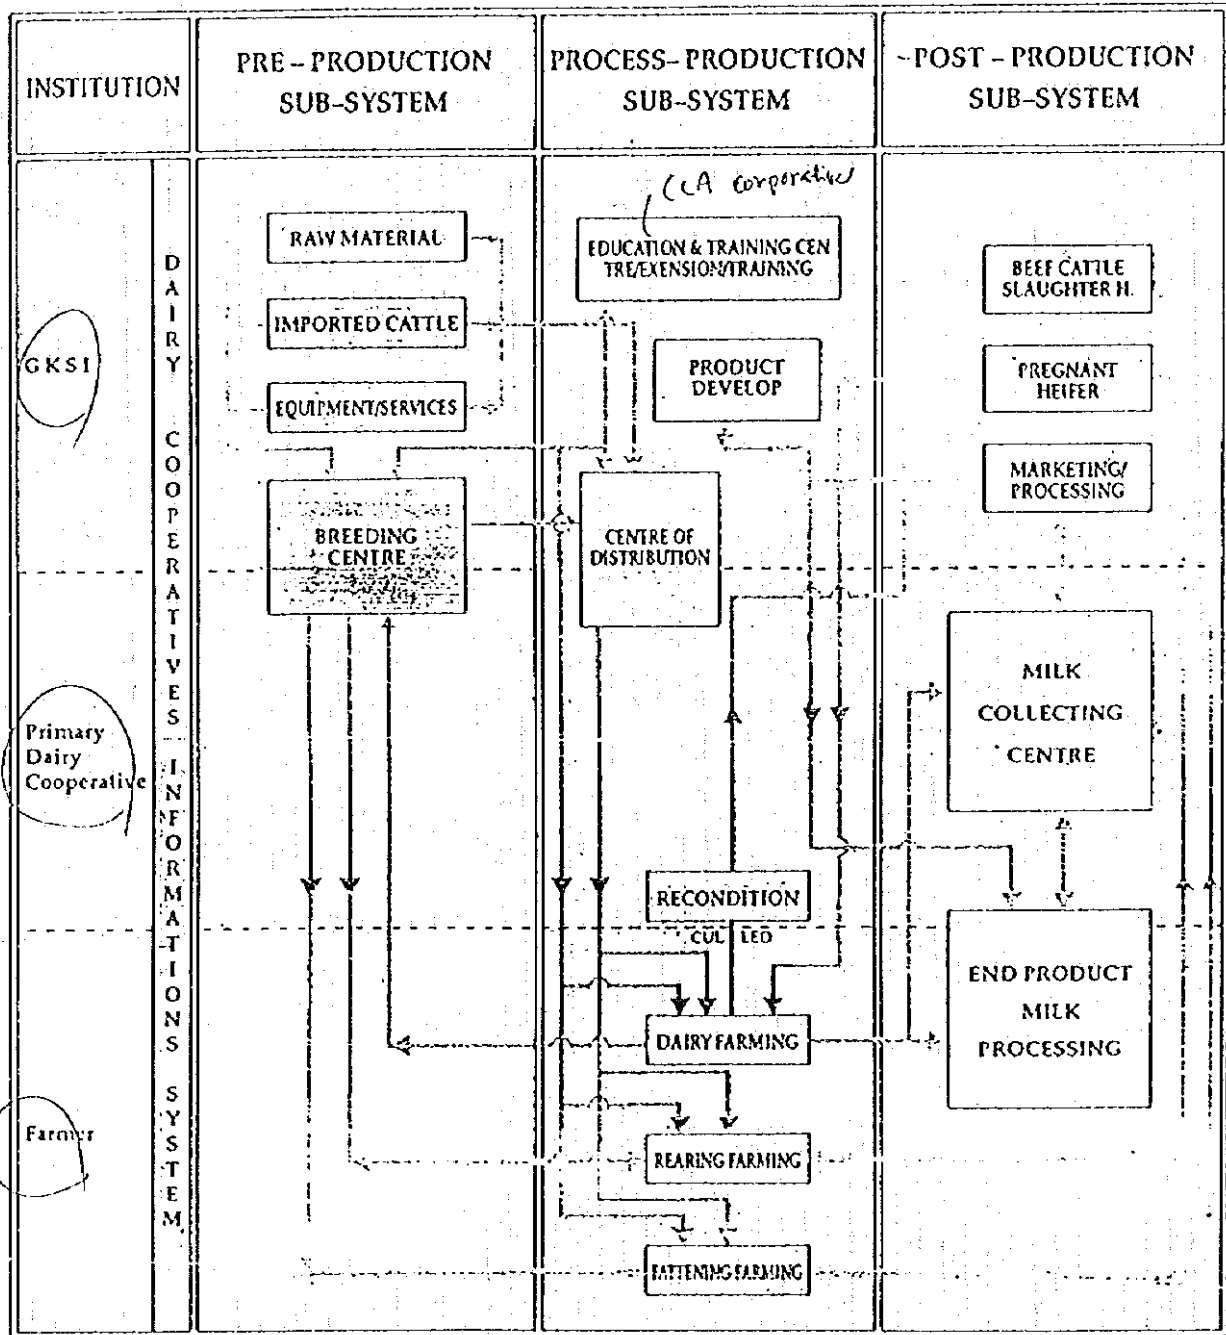 INSTITUTION
PRE - PRODUCTION
SUB-SYSTEM
PROCESS- PRODUCTION
SUB-SYSTEM
POST - PRODUCTION
SUB-SYSTEM
GKSI
Primary
Dairy
Cooperative
Farmer
DAIRY COOPERATIVES INFORMATIONS SYSTEM
RAW MATERIAL
IMPORTED CATTLE
EQUIPMENT/SERVICES
BREEDING
CENTRE
EDUCATION & TRAINING CEN
TRE/EXENSION/TRAINING
PRODUCT
DEVELOP
CENTRE OF
DISTRIBUTION
RECONDITION
CUL LED
DAIRY FARMING
REARING FARMING
FATTENING FARMING
BEEF CATTLE
SLAUGHTER H.
PREGNANT
HEIFER
MARKETING/
PROCESSING
MILK
COLLECTING
CENTRE
END PRODUCT
MILK
PROCESSING